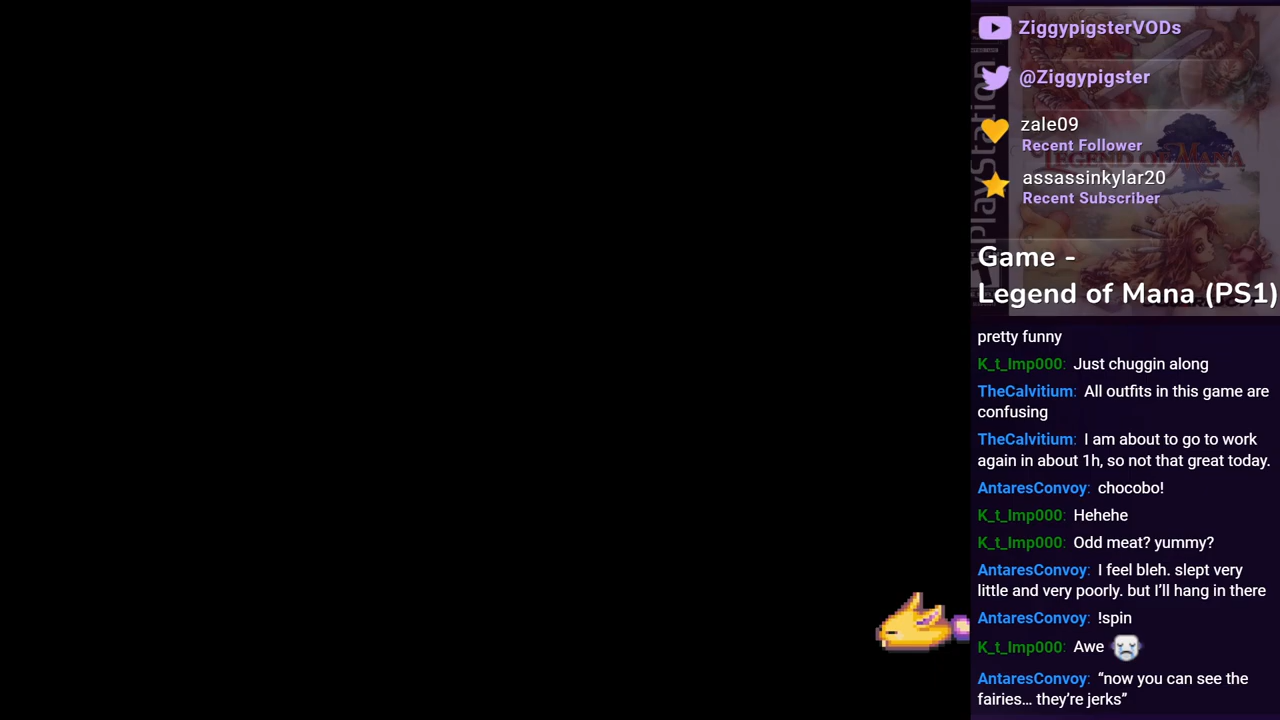 ZiggypigsterVODs
@Ziggypigster
zale09
Recent Follower
LEGEND OF MANA
assassinkylar20
Recent Subscriber
PlayStation
Game -
Legend of Mana (PS1)
pretty funny
K_t_Imp000: Just chuggin along
TheCalvitium: All outfits in this game are
confusing
TheCalvitium: I am about to go to work
again in about 1h, so not that great today.
AntaresConvoy: chocobo!
K_t_Imp000: Hehehe
K_t_Imp000: Odd meat? yummy?
AntaresConvoy: I feel bleh. slept very
little and very poorly. but I’ll hang in there
AntaresConvoy: !spin
K_t_Imp000: Awe
AntaresConvoy: “now you can see the
fairies… they’re jerks”